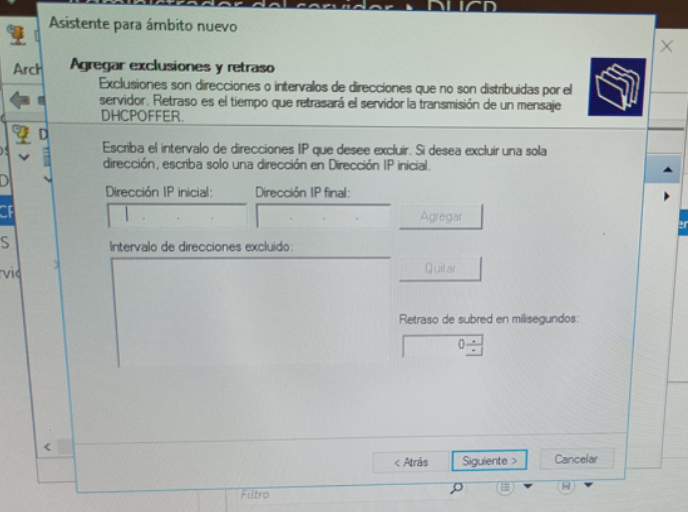 DHCP
Asistente para ámbito nuevo
Arch
Agregar exclusiones y retraso
Exclusiones son direcciones o intervalos de direcciones que no son distribuidas por el
servidor. Retraso es el tiempo que retrasará el servidor la transmisión de un mensaje
DHCPOFFER.
Escriba el intervalo de direcciones IP que desee excluir. Si desea excluir una sola
dirección, escriba solo una dirección en Dirección IP inicial.
Dirección IP inicial:
Dirección IP final:
Agregar
Intervalo de direcciones excluido:
Quitar
Retraso de subred en milisegundos:
0
< Atrás
Siguiente >
Cancelar
Filtro